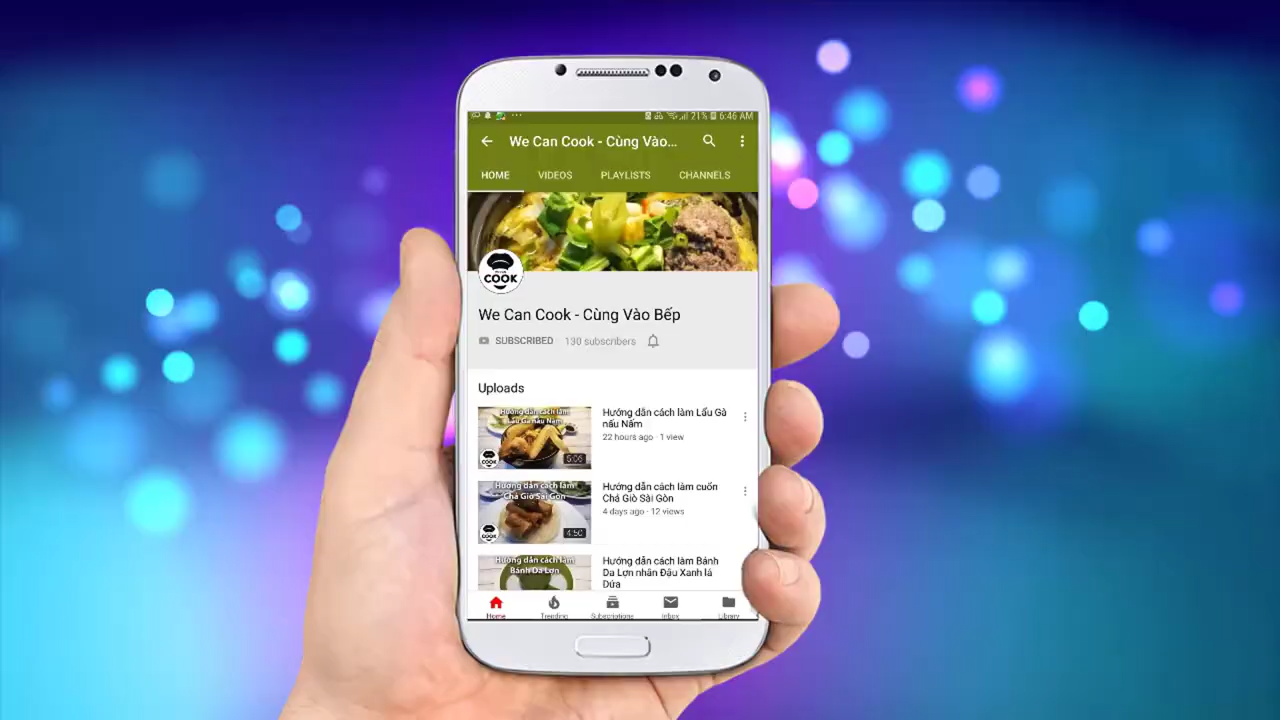 21% 6:46 AM
We Can Cook - Cùng Vào...
HOME VIDEOS PLAYLISTS CHANNELS
COOK
We Can Cook - Cùng Vào Bếp
SUBSCRIBED 130 subscribers
Uploads
Hướng dẫn cách làm
Lẩu Gà nấu Nấm
COOK
5:06
Hướng dẫn cách làm Lẩu Gà
nấu Nấm
22 hours ago · 1 view
Hướng dẫn cách làm
Chả Giò Sài Gòn
COOK
4:50
Hướng dẫn cách làm cuốn
Chả Giò Sài Gòn
4 days ago · 12 views
Hướng dẫn cách làm
Bánh Da Lợn
Hướng dẫn cách làm Bánh
Da Lợn nhân Đậu Xanh lá
Dứa
Home Trending Subscriptions Inbox Library